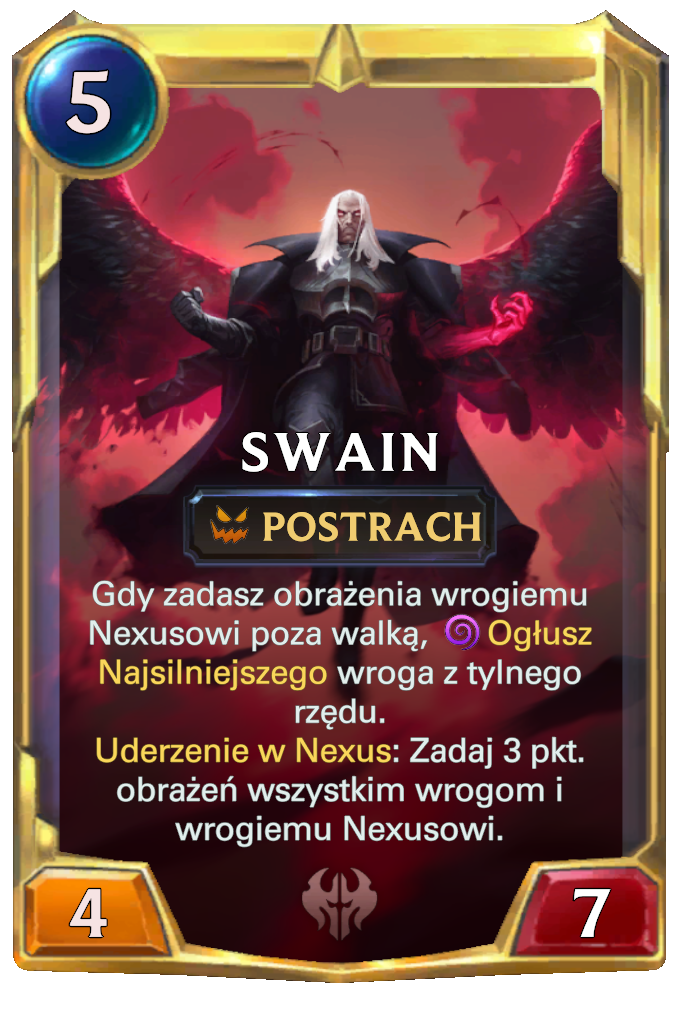 5
SWAIN
POSTRACH
Gdy zadasz obrażenia wrogiemu
Nexusowi poza walką, Ogłusz
Najsilniejszego wroga z tylnego
rzędu.
Uderzenie w Nexus: Zadaj 3 pkt.
obrażeń wszystkim wrogom i
wrogiemu Nexusowi.
4
7